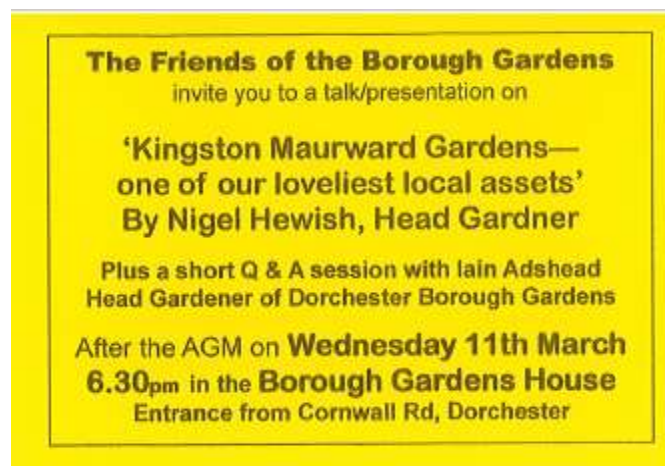 The Friends of the Borough Gardens
invite you to a talk/presentation on
‘Kingston Maurward Gardens—
one of our loveliest local assets’
By Nigel Hewish, Head Gardner
Plus a short Q & A session with Iain Adshead
Head Gardener of Dorchester Borough Gardens
After the AGM on Wednesday 11th March
6.30pm in the Borough Gardens House
Entrance from Cornwall Rd, Dorchester